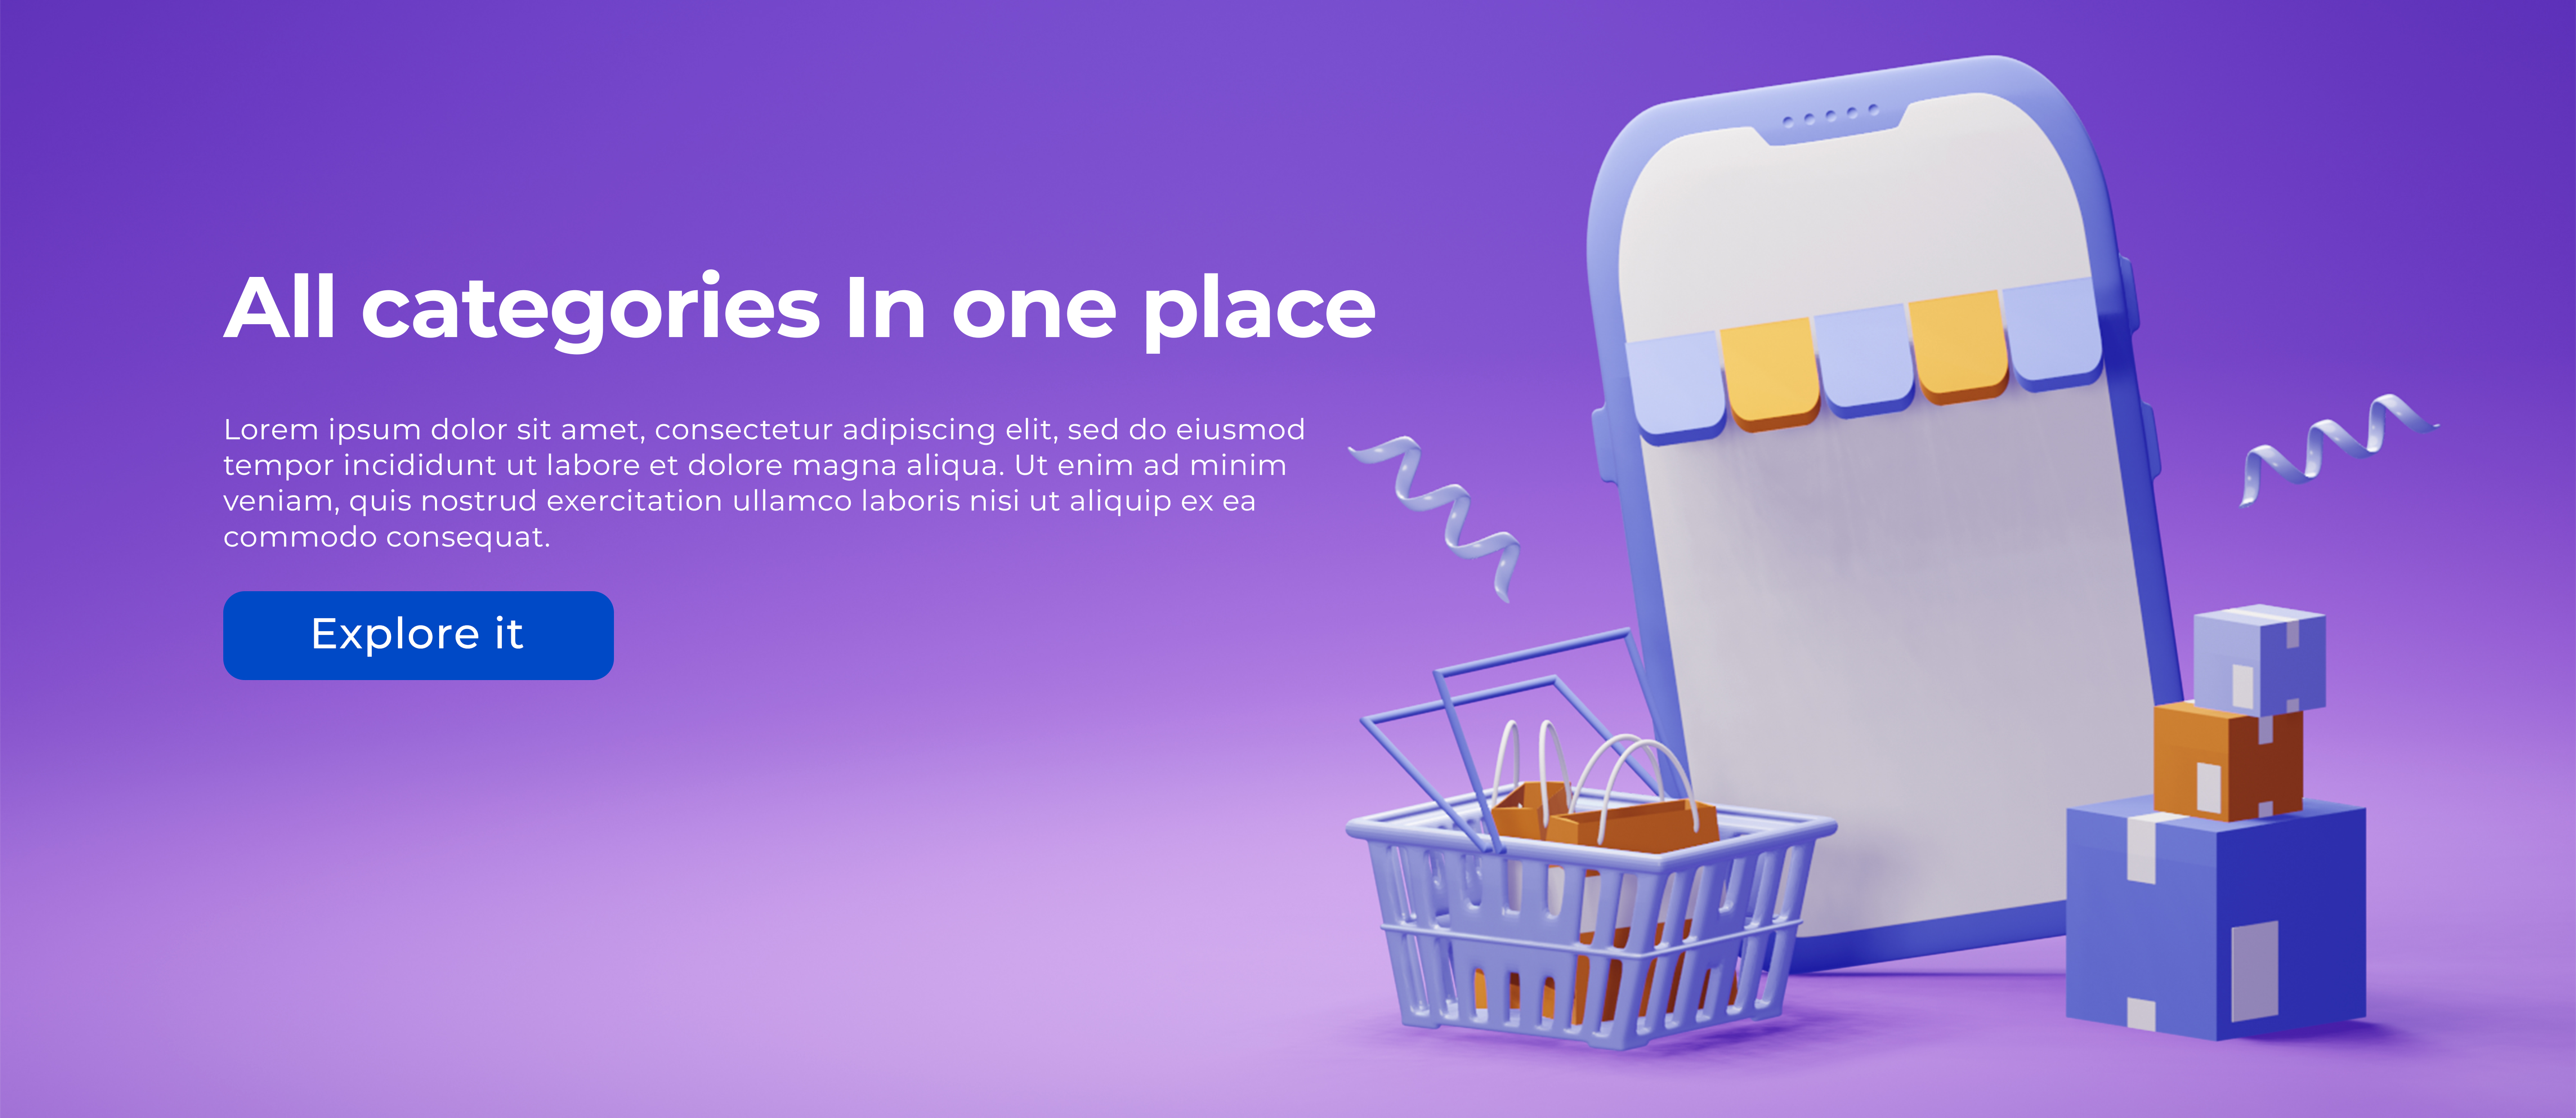 All categories In one place
Lorem ipsum dolor sit amet, consectetur adipiscing elit, sed do eiusmod
tempor incididunt ut labore et dolore magna aliqua. Ut enim ad minim
veniam, quis nostrud exercitation ullamco laboris nisi ut aliquip ex ea
commodo consequat.
Explore it